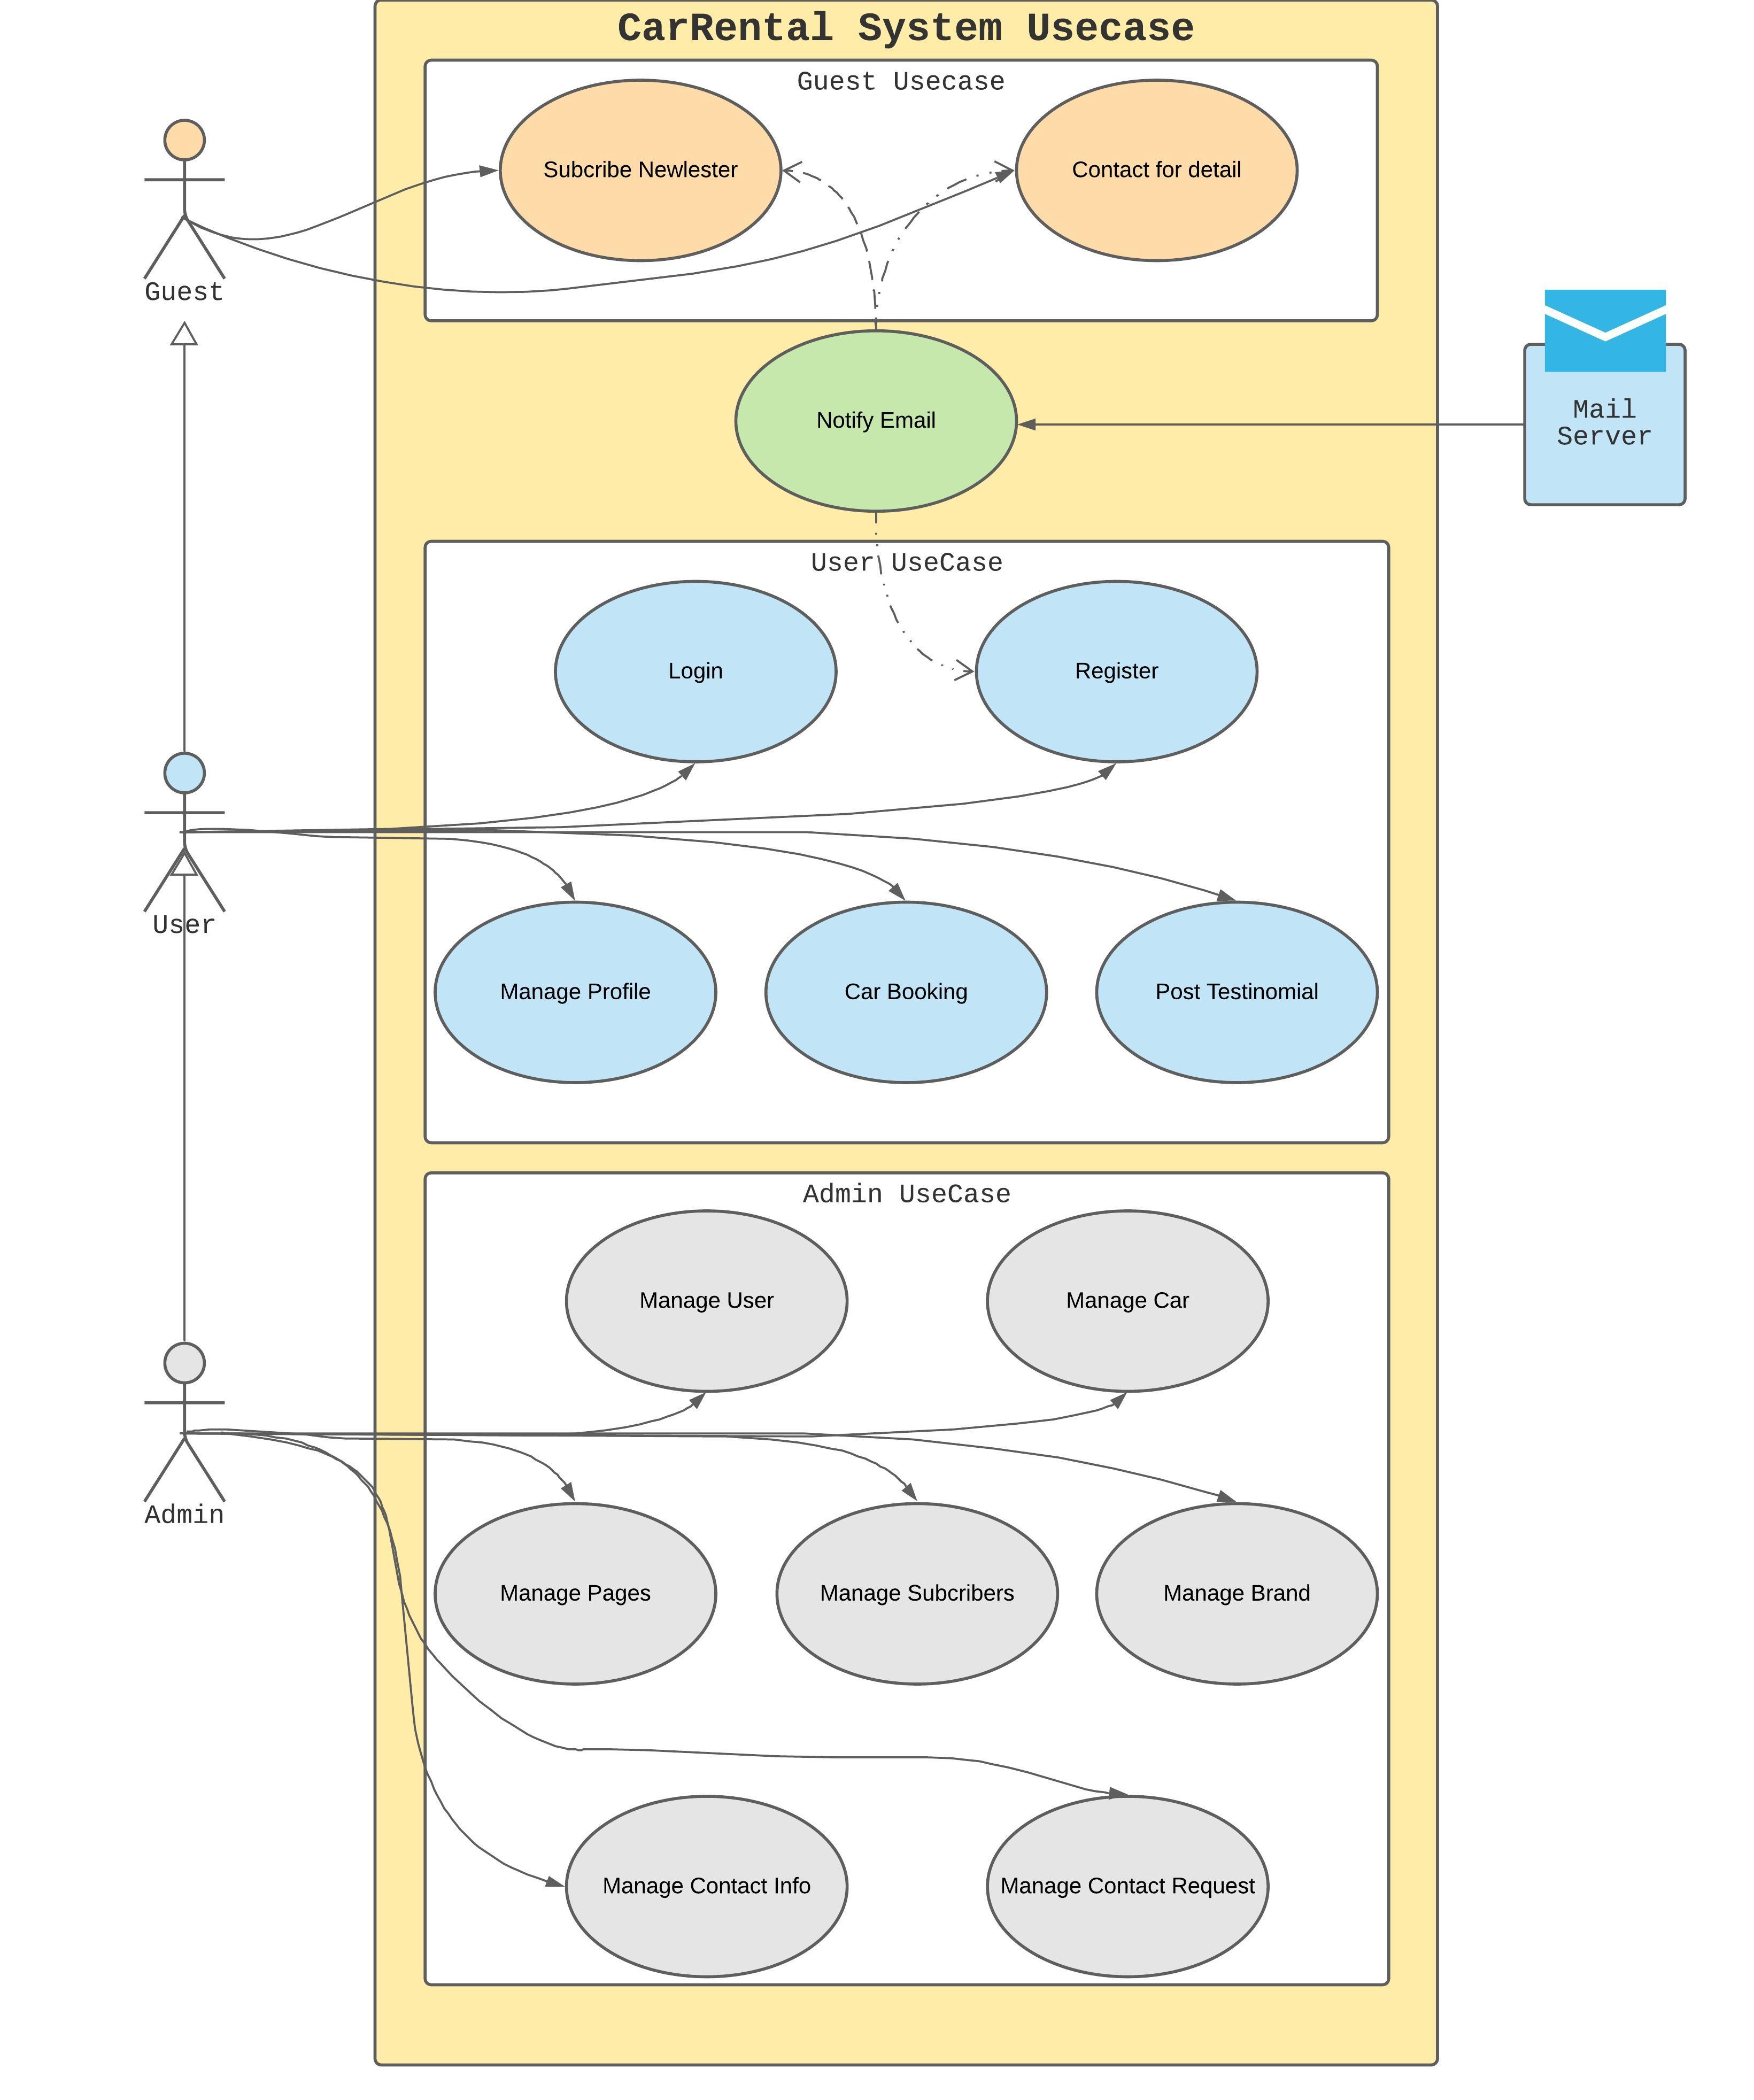 CarRental System Usecase
Guest Usecase
Subcribe Newlester
Contact for detail
Guest
Notify Email
Mail
Server
User UseCase
Login
Register
User
Manage Profile
Car Booking
Post Testinomial
Admin UseCase
Manage User
Manage Car
Admin
Manage Pages
Manage Subcribers
Manage Brand
Manage Contact Info
Manage Contact Request